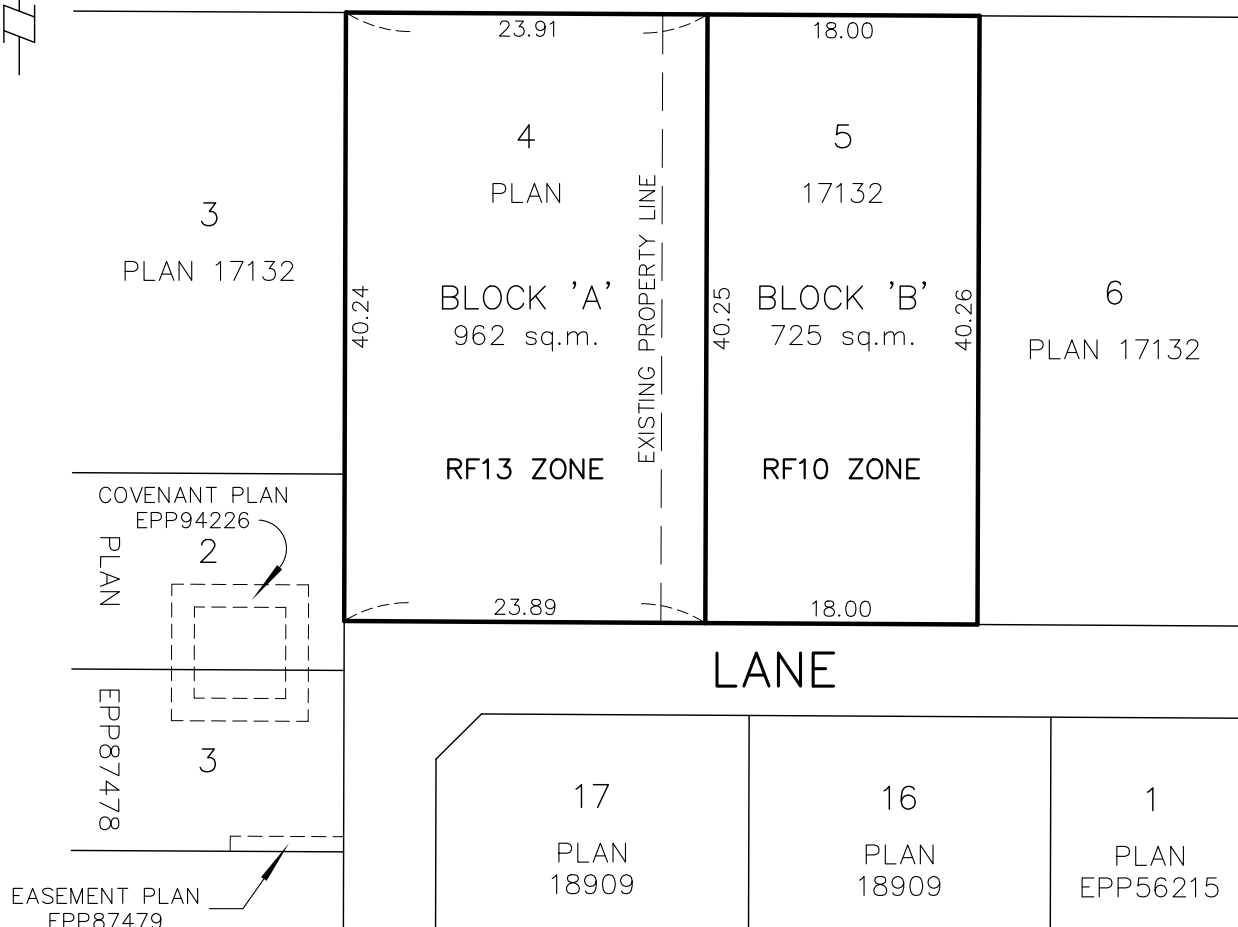 23.91
18.00
4
PLAN
5
17132
3
PLAN 17132
EXISTING PROPERTY LINE
BLOCK 'A'
962 sq.m.
BLOCK 'B'
725 sq.m.
40.24
40.25
40.26
6
PLAN 17132
RF13 ZONE
RF10 ZONE
COVENANT PLAN
EPP94226
2
PLAN
EPP87478
3
23.89
18.00
LANE
17
PLAN
18909
16
PLAN
18909
1
PLAN
EPP56215
EASEMENT PLAN
EPP87479